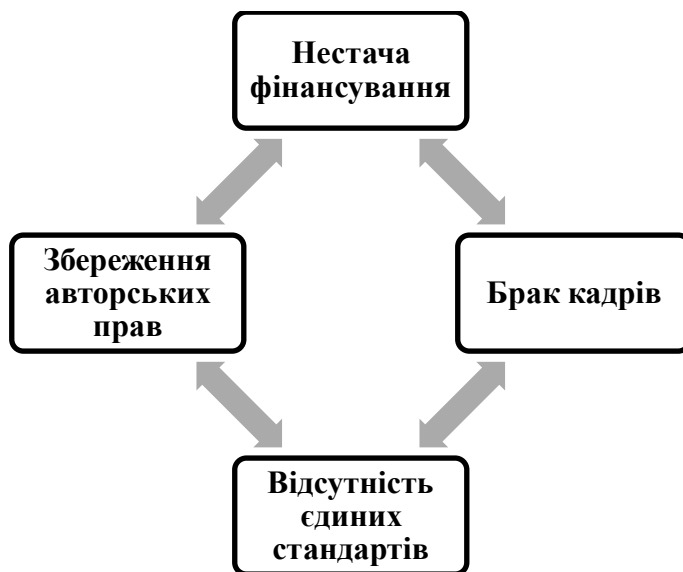 Нестача
фінансування
Збереження
авторських
прав
Брак кадрів
Відсутність
єдиних
стандартів